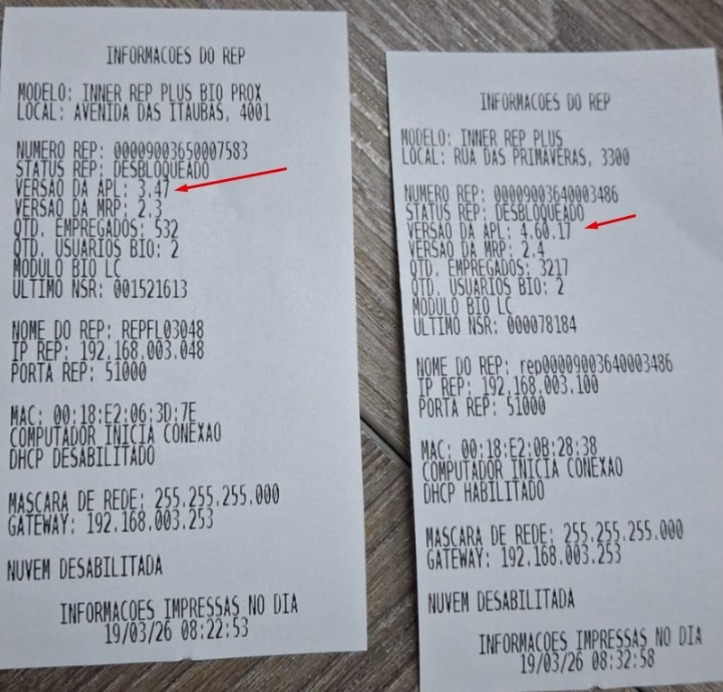 INFORMACOES DO REP
MODELO: INNER REP PLUS BIO PROX
LOCAL: AVENIDA DAS ITAUBAS, 4001
NUMERO REP: 00009003650007583
STATUS REP: DESBLOQUEADO
VERSAO DA APL: 3.47
VERSAO DA MRP: 2.3
QTD. EMPREGADOS: 532
QTD. USUARIOS BIO: 2
MODULO BIO LC
ULTIMO NSR: 001521613
NOME DO REP: REPFL03048
IP REP: 192.168.003.048
PORTA REP: 51000
MAC: 00:18:E2:06:3D:7E
COMPUTADOR INICIA CONEXAO
DHCP DESABILITADO
MASCARA DE REDE: 255.255.255.000
GATEWAY: 192.168.003.253
NUVEM DESABILITADA
INFORMACOES IMPRESSAS NO DIA
19/03/26 08:22:53
INFORMACOES DO REP
MODELO: INNER REP PLUS
LOCAL: RUA DAS PRIMAVERAS, 3300
NUMERO REP: 00009003640003486
STATUS REP: DESBLOQUEADO
VERSAO DA APL: 4.60.17
VERSAO DA MRP: 2.4
QTD. EMPREGADOS: 3217
QTD. USUARIOS BIO: 2
MODULO BIO LC
ULTIMO NSR: 000078184
NOME DO REP: rep00009003640003486
IP REP: 192.168.003.100
PORTA REP: 51000
MAC: 00:18:E2:0B:28:38
COMPUTADOR INICIA CONEXAO
DHCP HABILITADO
MASCARA DE REDE: 255.255.255.000
GATEWAY: 192.168.003.253
NUVEM DESABILITADA
INFORMACOES IMPRESSAS NO DIA
19/03/26 08:32:58